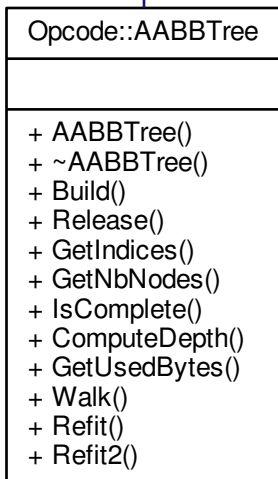 Opcode::AABBTree
+ AABBTree()
+ ~AABBTree()
+ Build()
+ Release()
+ GetIndices()
+ GetNbNodes()
+ IsComplete()
+ ComputeDepth()
+ GetUsedBytes()
+ Walk()
+ Refit()
+ Refit2()